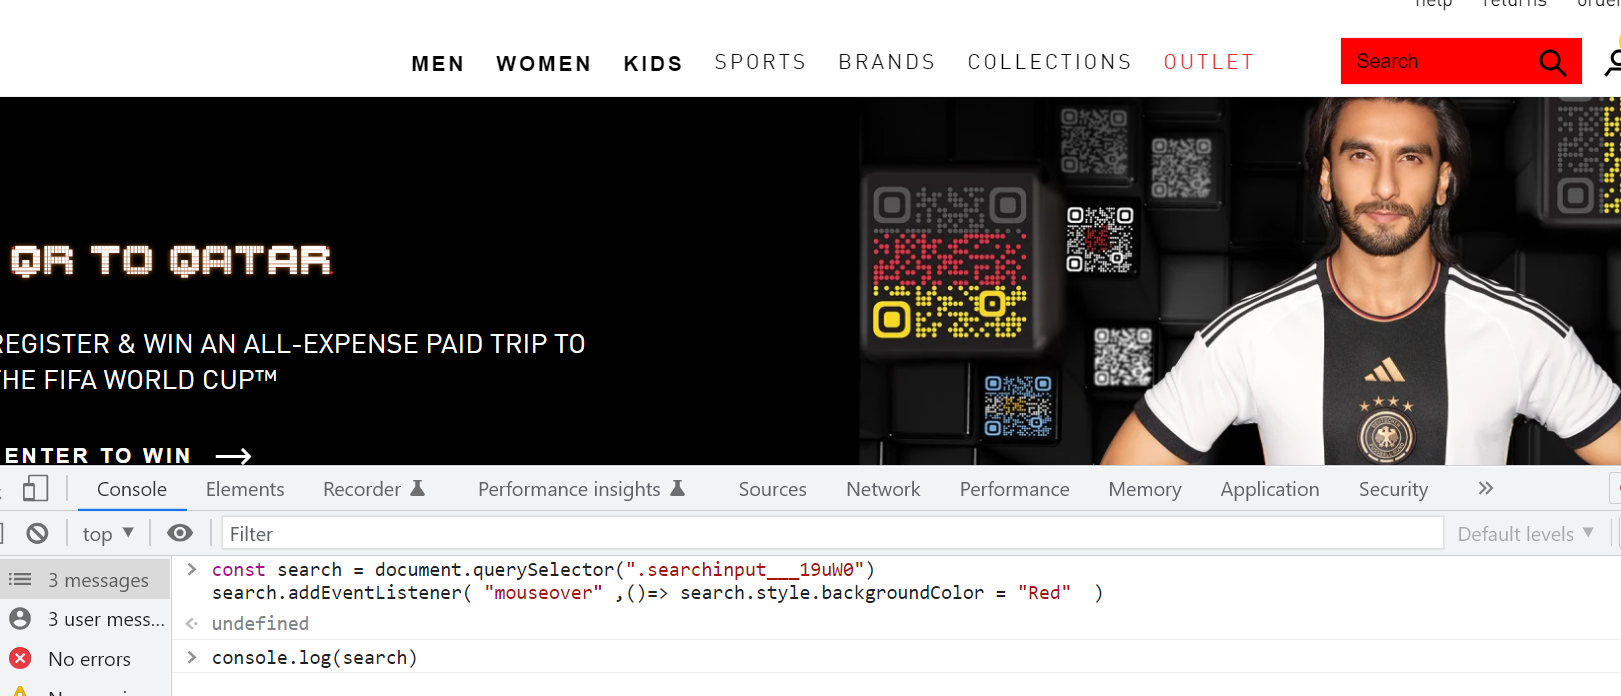 help returns
MEN WOMEN KIDS SPORTS BRANDS COLLECTIONS OUTLET Search
QR TO QATAR
REGISTER & WIN AN ALL-EXPENSE PAID TRIP TO
THE FIFA WORLD CUP™
ENTER TO WIN
Console Elements Recorder Performance insights Sources Network Performance Memory Application Security »
top Filter Default levels
3 messages
3 user mess...
No errors
> const search = document.querySelector(".searchinput___19uW0")
search.addEventListener( "mouseover" ,()=> search.style.backgroundColor = "Red"  )
undefined
> console.log(search)